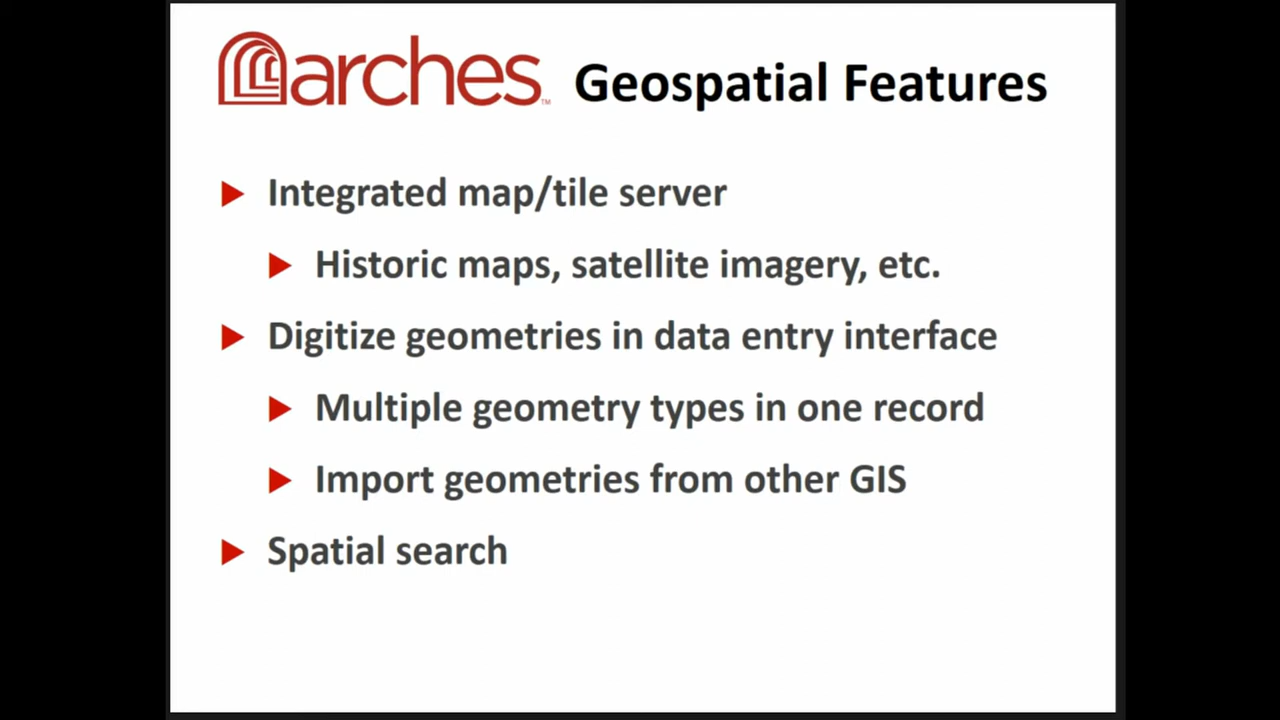 arches™ Geospatial Features
Integrated map/tile server
Historic maps, satellite imagery, etc.
Digitize geometries in data entry interface
Multiple geometry types in one record
Import geometries from other GIS
Spatial search